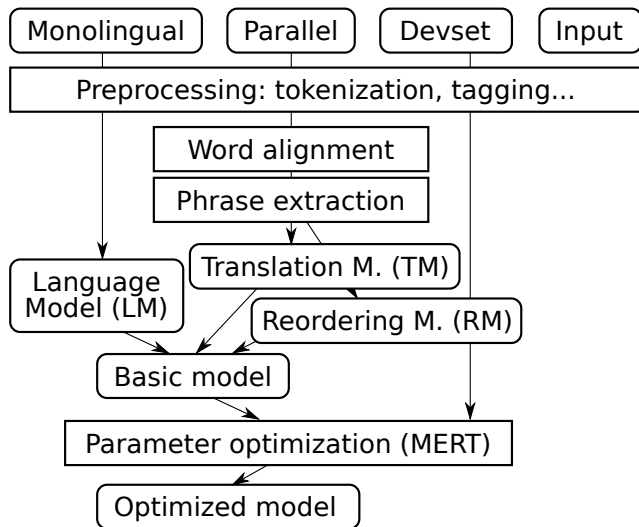 Monolingual
Parallel
Devset
Input
Preprocessing: tokenization, tagging...
Word alignment
Phrase extraction
Translation M. (TM)
Language
Model (LM)
Reordering M. (RM)
Basic model
Parameter optimization (MERT)
Optimized model